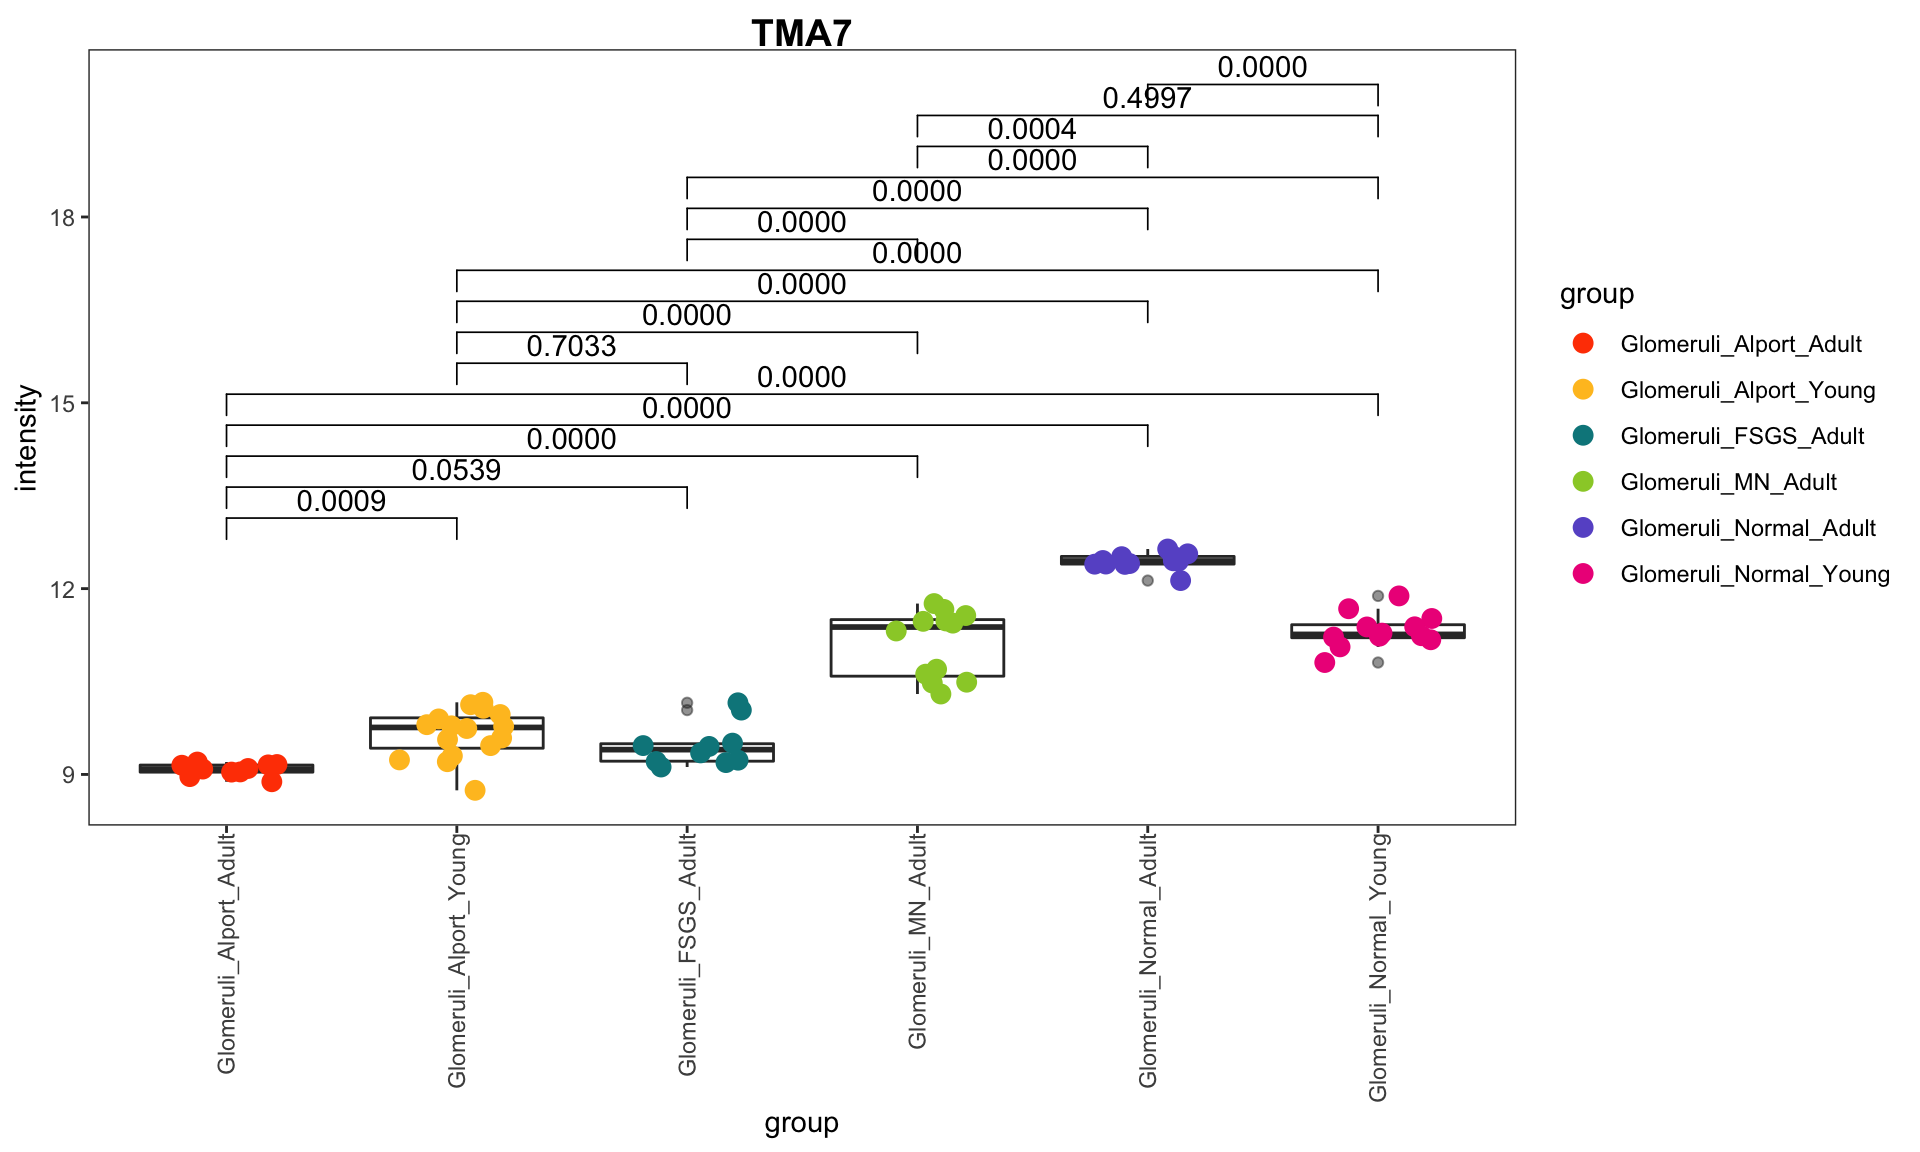 TMA7
0.0000
0.4997
0.0004
0.0000
0.0000
0.0000
0.0000
0.0000
0.0000
0.7033
0.0000
0.0000
0.0000
0.0539
0.0009
18
15
12
9
intensity
Glomeruli_Alport_Adult
Glomeruli_Alport_Young
Glomeruli_FSGS_Adult
Glomeruli_MN_Adult
Glomeruli_Normal_Adult
Glomeruli_Normal_Young
group
group
Glomeruli_Alport_Adult
Glomeruli_Alport_Young
Glomeruli_FSGS_Adult
Glomeruli_MN_Adult
Glomeruli_Normal_Adult
Glomeruli_Normal_Young